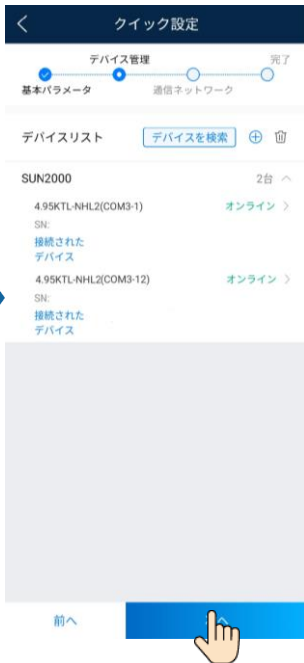 クイック設定
デバイス管理
完了
基本パラメータ
通信ネットワーク
デバイスリスト
デバイスを検索
SUN2000
2台
4.95KTL-NHL2(COM3-1)
オンライン
SN:
接続された
デバイス
4.95KTL-NHL2(COM3-12)
オンライン
SN:
接続された
デバイス
前へ